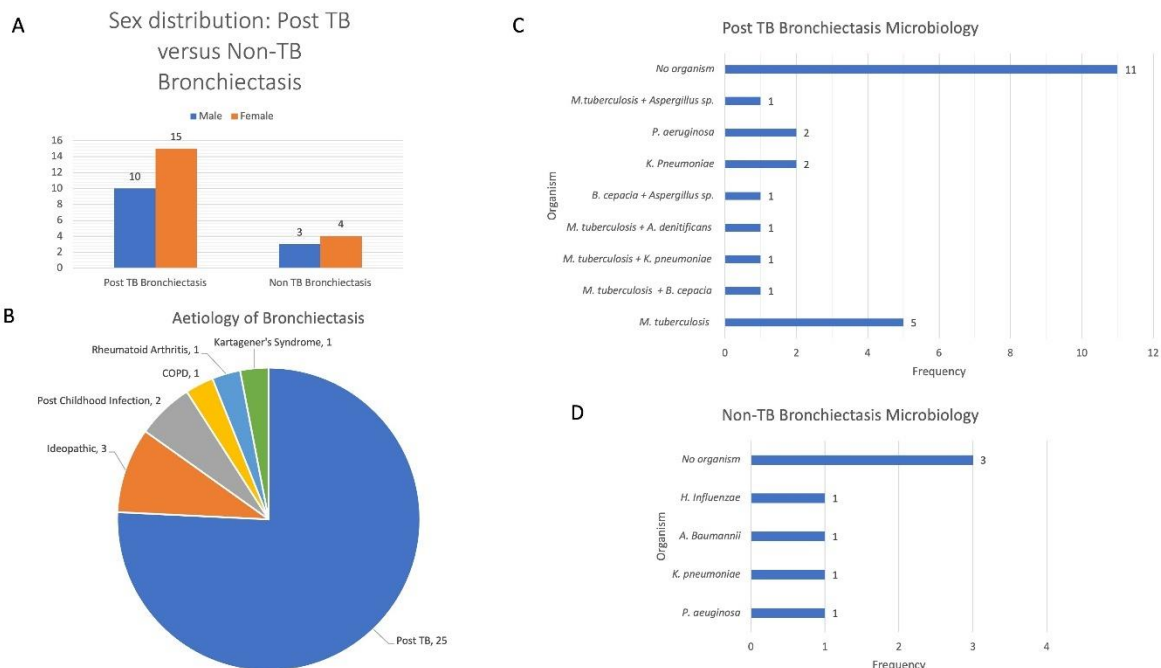 A
Sex distribution: Post TB
versus Non-TB
Bronchiectasis
Male Female
16
14
12
10
8
6
4
2
0
10
15
3
4
Post TB Bronchiectasis Non TB Bronchiectasis
B
Aetiology of Bronchiectasis
Kartagener's Syndrome, 1
Rheumatoid Arthritis, 1
COPD, 1
Post Childhood Infection, 2
Ideopathic, 3
Post TB, 25
C
Post TB Bronchiectasis Microbiology
Organism
No organism 11
M.tuberculosis + Aspergillus sp. 1
P. aeruginosa 2
K. Pneumoniae 2
B. cepacia + Aspergillus sp. 1
M. tuberculosis + A. denitificans 1
M. tuberculosis + K. pneumoniae 1
M. tuberculosis + B. cepacia 1
M. tuberculosis 5
0 2 4 6 8 10 12
Frequency
D
Non-TB Bronchiectasis Microbiology
Organism
No organism 3
H. Influenzae 1
A. Baumannii 1
K. pneumoniae 1
P. aeuginosa 1
0 1 2 3 4
Frequency